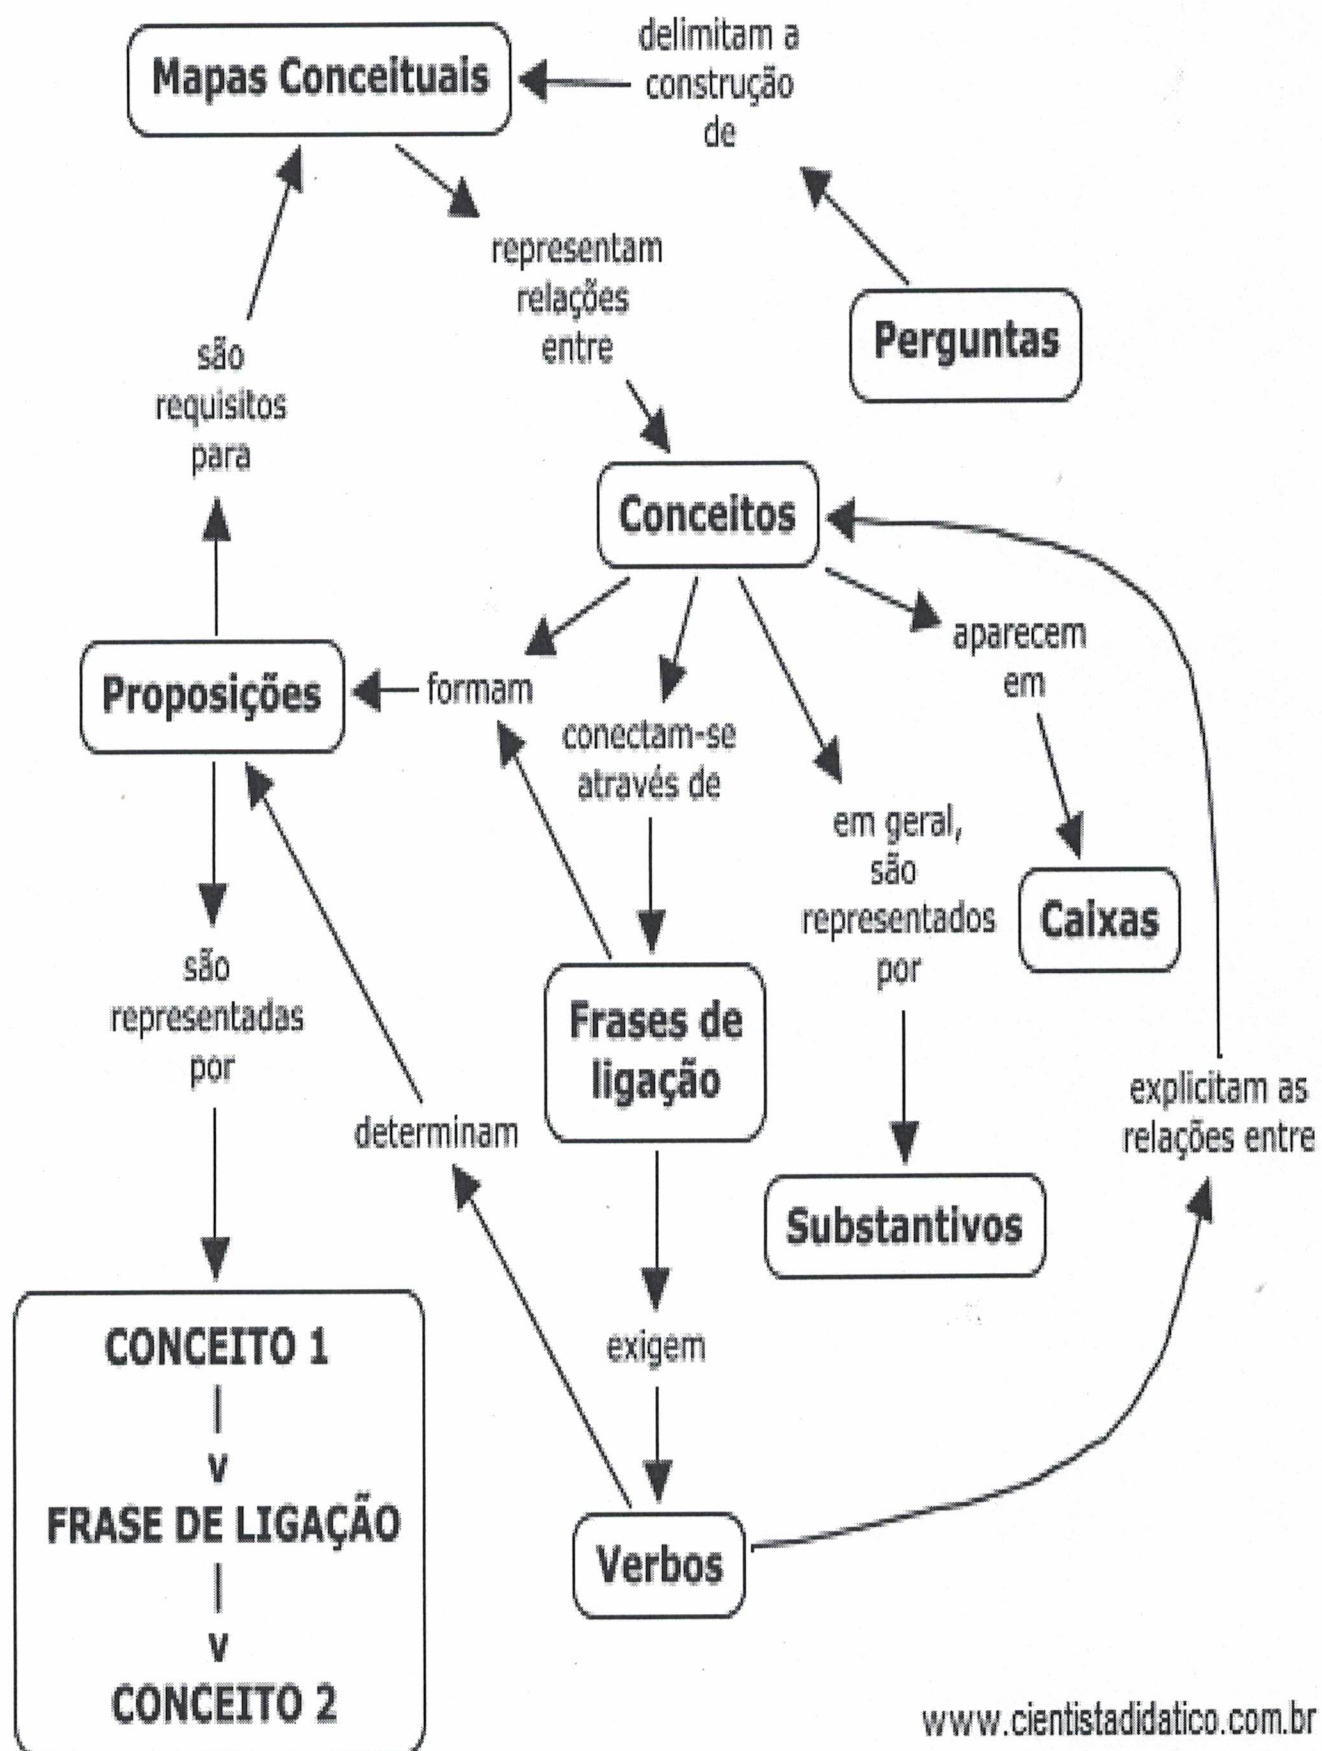 delimitam a
construção
de
Mapas Conceituais
representam
relações
entre
Perguntas
são
requisitos
para
Conceitos
aparecem
em
Proposições
formam
conectam-se
através de
em geral,
são
representados
por
Caixas
são
representadas
por
Frases de
ligação
explicitam as
relações entre
determinam
Substantivos
exigem
CONCEITO 1
|
v
FRASE DE LIGAÇÃO
|
v
CONCEITO 2
Verbos
www.cientistadidatico.com.br